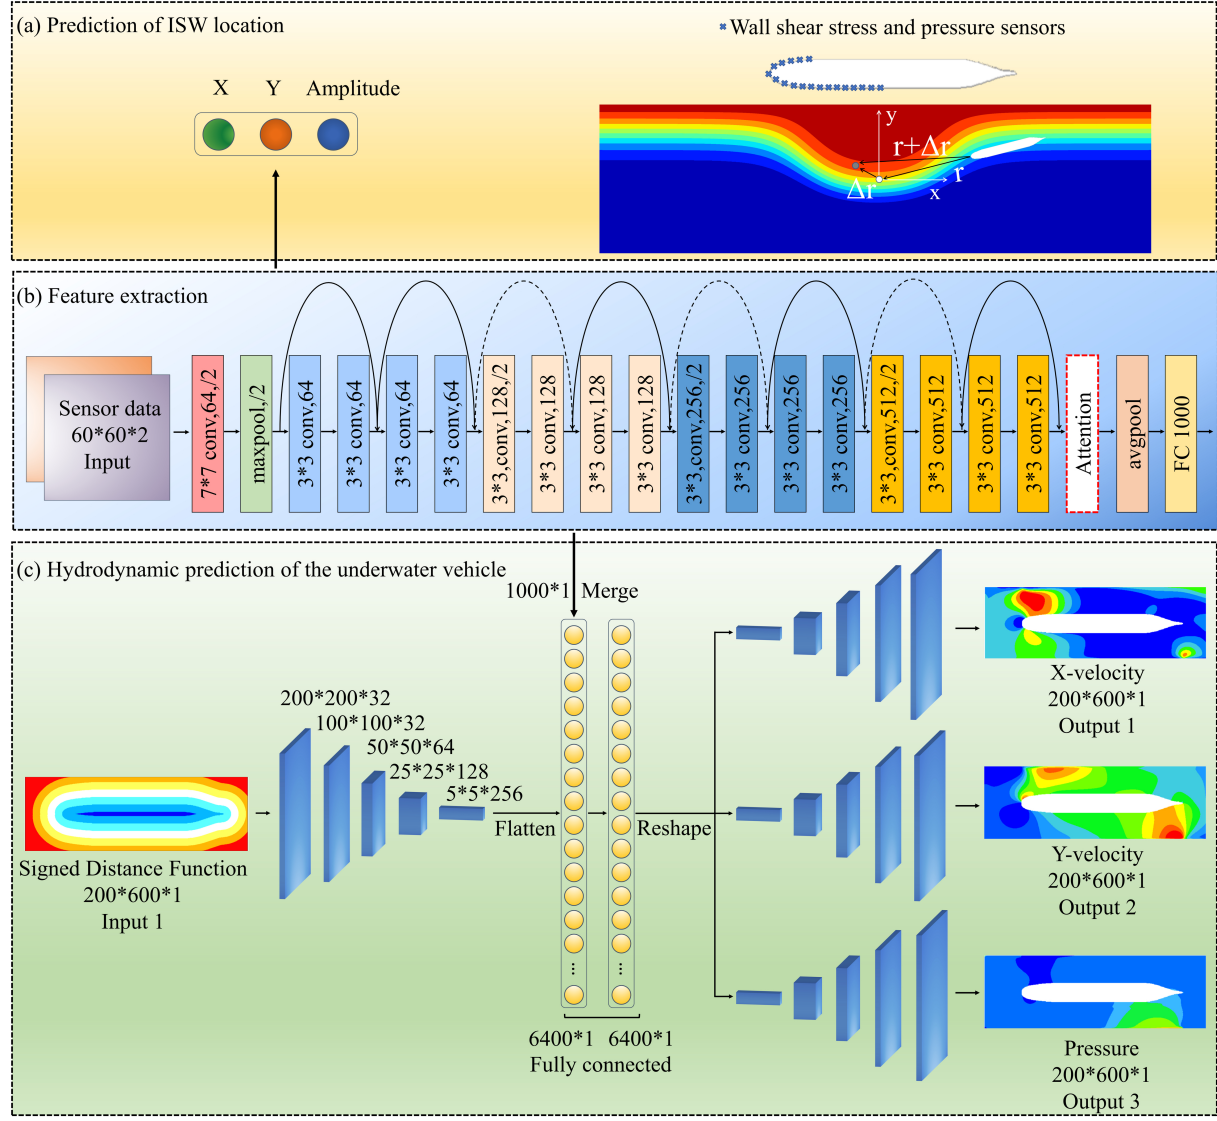 (a) Prediction of ISW location
Wall shear stress and pressure sensors
X Y Amplitude
y
r+Δr
Δr
r
x
(b) Feature extraction
Sensor data
60*60*2
Input
7*7 conv,64,/2
maxpool,/2
3*3 conv,64
3*3 conv,64
3*3 conv,64
3*3 conv,64
3*3,conv,128,/2
3*3 conv,128
3*3 conv,128
3*3 conv,128
3*3,conv,256,/2
3*3 conv,256
3*3 conv,256
3*3 conv,256
3*3,conv,512,/2
3*3 conv,512
3*3 conv,512
3*3 conv,512
Attention
avgpool
FC 1000
(c) Hydrodynamic prediction of the underwater vehicle
1000*1 Merge
200*200*32
100*100*32
50*50*64
25*25*128
5*5*256
Flatten
Reshape
Signed Distance Function
200*600*1
Input 1
...
...
6400*1 6400*1
Fully connected
X-velocity
200*600*1
Output 1
Y-velocity
200*600*1
Output 2
Pressure
200*600*1
Output 3